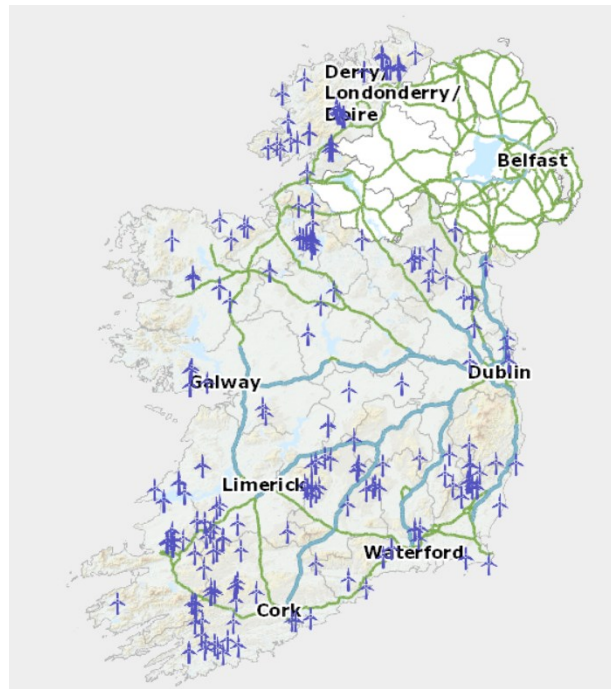 Derry/
Londonderry/
Doire
Belfast
Galway
Dublin
Limerick
Waterford
Cork